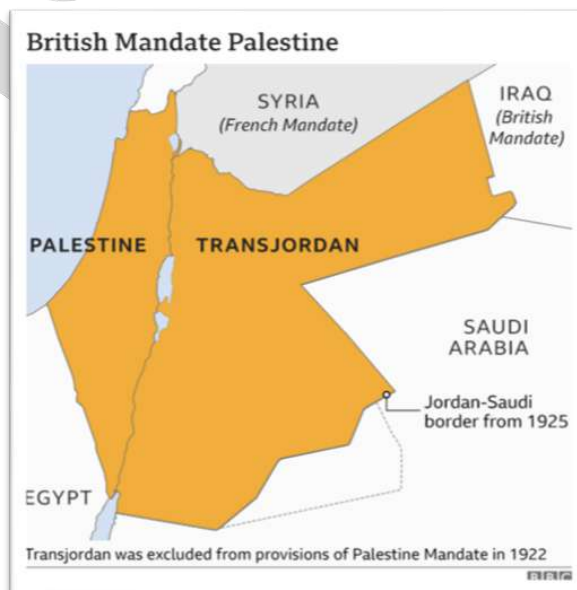 British Mandate Palestine
SYRIA
(French Mandate)
IRAQ
(British
Mandate)
PALESTINE
TRANSJORDAN
SAUDI
ARABIA
Jordan-Saudi
border from 1925
EGYPT
Transjordan was excluded from provisions of Palestine Mandate in 1922
BBC